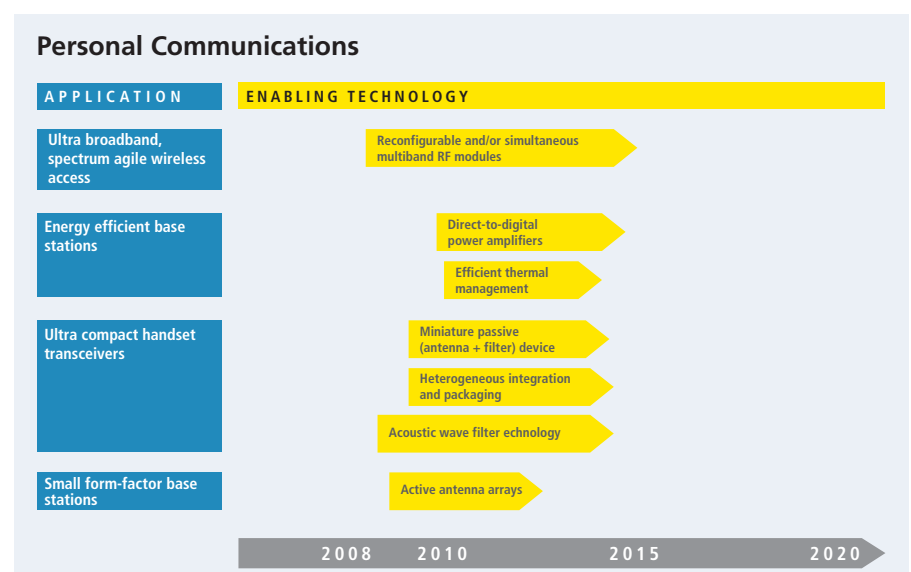 Personal Communications
APPLICATION
ENABLING TECHNOLOGY
Ultra broadband,
spectrum agile wireless
access
Reconfigurable and/or simultaneous
multiband RF modules
Energy efficient base
stations
Direct-to-digital
power amplifiers
Efficient thermal
management
Ultra compact handset
transceivers
Miniature passive
(antenna + filter) device
Heterogeneous integration
and packaging
Acoustic wave filter echnology
Small form-factor base
stations
Active antenna arrays
2008 2010 2015 2020